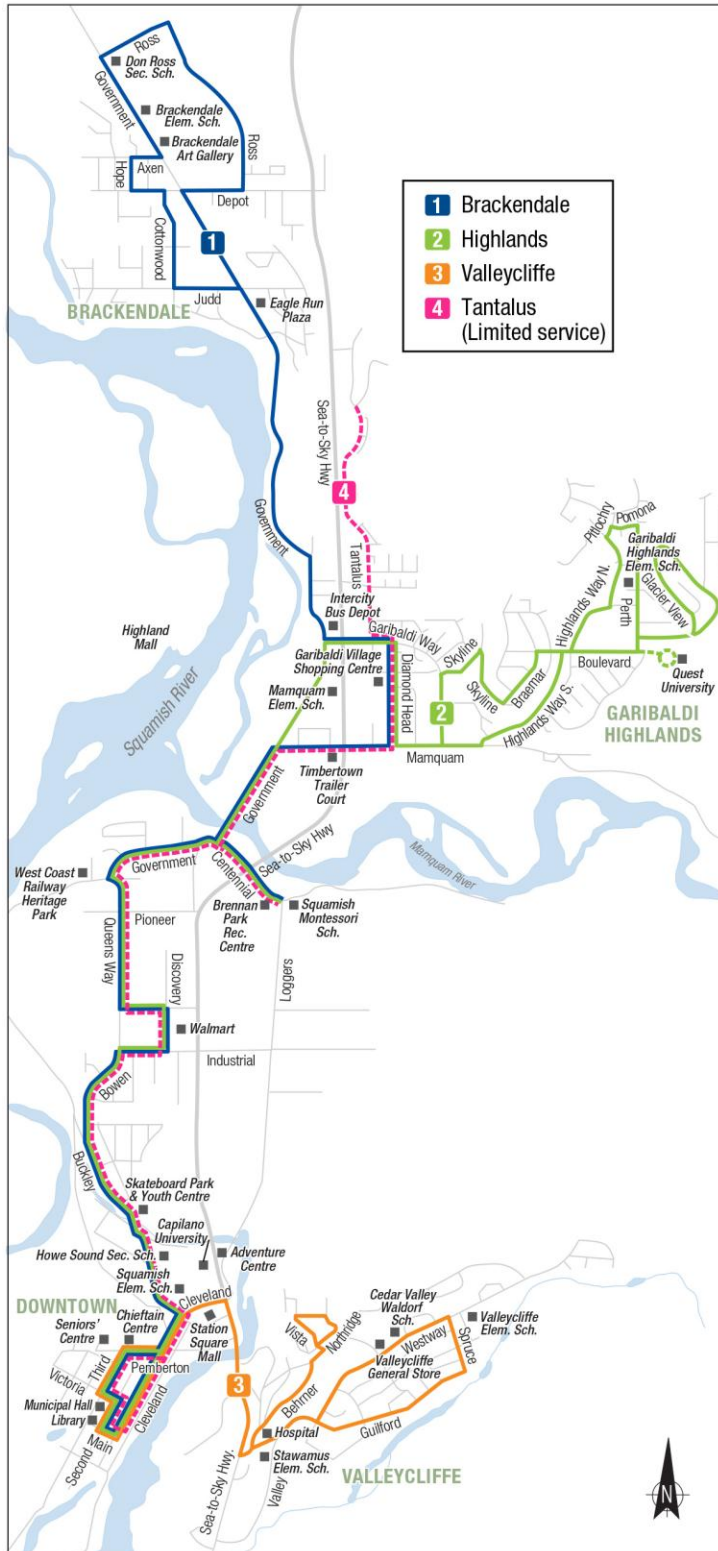 Ross
Don Ross
Sec. Sch.
Government
Brackendale
Elem. Sch.
Brackendale
Art Gallery
Ross
Hope
Axen
Depot
Cottonwood
1
Judd
BRACKENDALE
Eagle Run
Plaza
1 Brackendale
2 Highlands
3 Valleycliffe
4 Tantalus
(Limited service)
Sea-to-Sky Hwy
4
Government
Tantalus
Intercity
Bus Depot
Garibaldi Way
Highland
Mall
Garibaldi Village
Shopping Centre
Diamond Head
Mamquam
Elem. Sch.
Skyline
Skyline
2
Braemar
Highlands Way N.
Pitlochry
Pomona
Garibaldi
Highlands
Elem. Sch.
Perth
Glacier View
Boulevard
Highlands Way S.
Quest
University
GARIBALDI
HIGHLANDS
Squamish River
Mamquam
Government
Timbertown
Trailer
Court
Sea-to-Sky Hwy
Mamquam River
Government
Centennial
West Coast
Railway
Heritage
Park
Pioneer
Brennan
Park
Rec.
Centre
Squamish
Montessori
Sch.
Queens Way
Discovery
Loggers
Walmart
Industrial
Bowen
Buckley
Skateboard Park
& Youth Centre
Capilano
University
Howe Sound Sec. Sch.
Adventure
Centre
Squamish
Elem. Sch.
Cleveland
DOWNTOWN
Seniors'
Centre
Chieftain
Centre
Station
Square
Mall
Third
Pemberton
Victoria
Cleveland
Municipal Hall
Library
Main
Second
3
Vista
Northridge
Cedar Valley
Waldorf
Sch.
Westway
Spruce
Valleycliffe
Elem. Sch.
Valleycliffe
General Store
Behrner
Guilford
Hospital
Stawamus
Elem. Sch.
Valley
Sea-to-Sky Hwy.
VALLEYCLIFFE
N